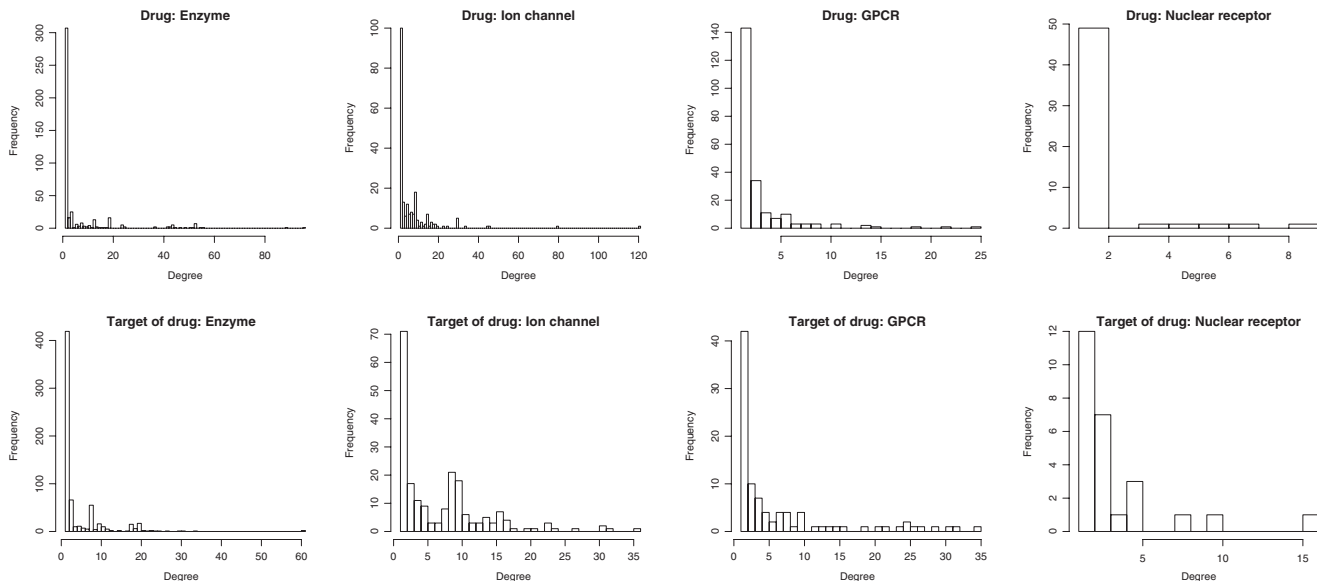 Drug: Enzyme
Frequency
0
50
100
150
200
250
300
0 20 40 60 80
Degree
Drug: Ion channel
Frequency
0
20
40
60
80
100
0 20 40 60 80 100 120
Degree
Drug: GPCR
Frequency
0
20
40
60
80
100
120
140
5 10 15 20 25
Degree
Drug: Nuclear receptor
Frequency
0
10
20
30
40
50
2 4 6 8
Degree
Target of drug: Enzyme
Frequency
0
100
200
300
400
0 10 20 30 40 50 60
Degree
Target of drug: Ion channel
Frequency
0
10
20
30
40
50
60
70
0 5 10 15 20 25 30 35
Degree
Target of drug: GPCR
Frequency
0
10
20
30
40
0 5 10 15 20 25 30 35
Degree
Target of drug: Nuclear receptor
Frequency
0
2
4
6
8
10
12
5 10 15
Degree